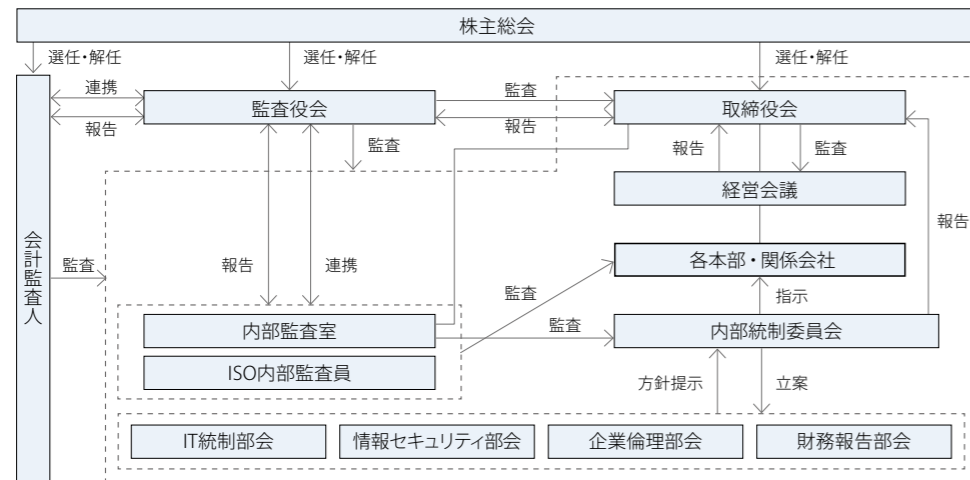 株主総会
選任・解任
選任・解任
選任・解任
連携
報告
監査役会
監査
報告
取締役会
監査
報告
監査
経営会議
報告
会計監査人
監査
報告
連携
監査
各本部・関係会社
指示
内部監査室
監査
内部統制委員会
ISO内部監査員
方針提示
立案
IT統制部会
情報セキュリティ部会
企業倫理部会
財務報告部会